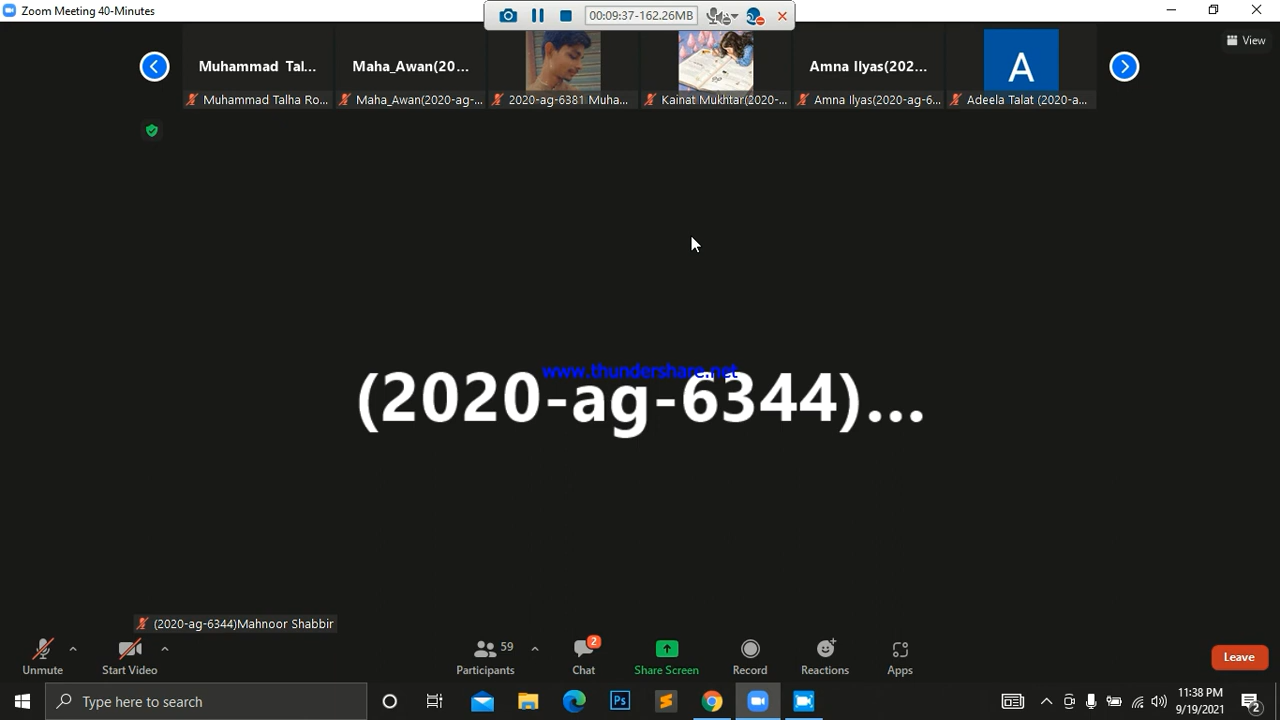 Zoom Meeting 40-Minutes
00:09:37-162.26MB
View
Muhammad Tal...
Maha_Awan(20...
Amna Ilyas(202...
A
Muhammad Talha Ro...
Maha_Awan(2020-ag-...
2020-ag-6381 Muha...
Kainat Mukhtar(2020-...
Amna Ilyas(2020-ag-6...
Adeela Talat (2020-a...
www.thundershare.net
(2020-ag-6344)...
(2020-ag-6344)Mahnoor Shabbir
Unmute
Start Video
59
Participants
2
Chat
Share Screen
Record
Reactions
Apps
Leave
Type here to search
Ps
11:38 PM
9/19/2021
2